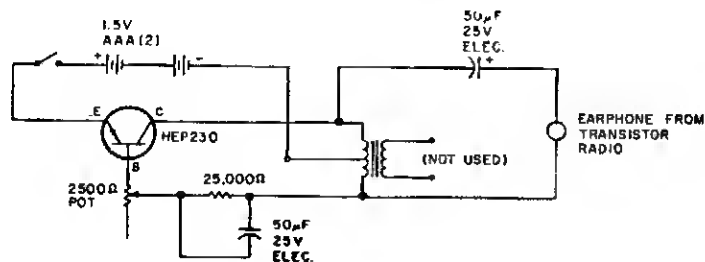 1.5V
AAA(2)
+
-
50µF
25V
ELEC.
+
E
C
HEP230
B
EARPHONE FROM
TRANSISTOR
RADIO
(NOT USED)
2500Ω
POT
25,000Ω
50µF
25V
ELEC.